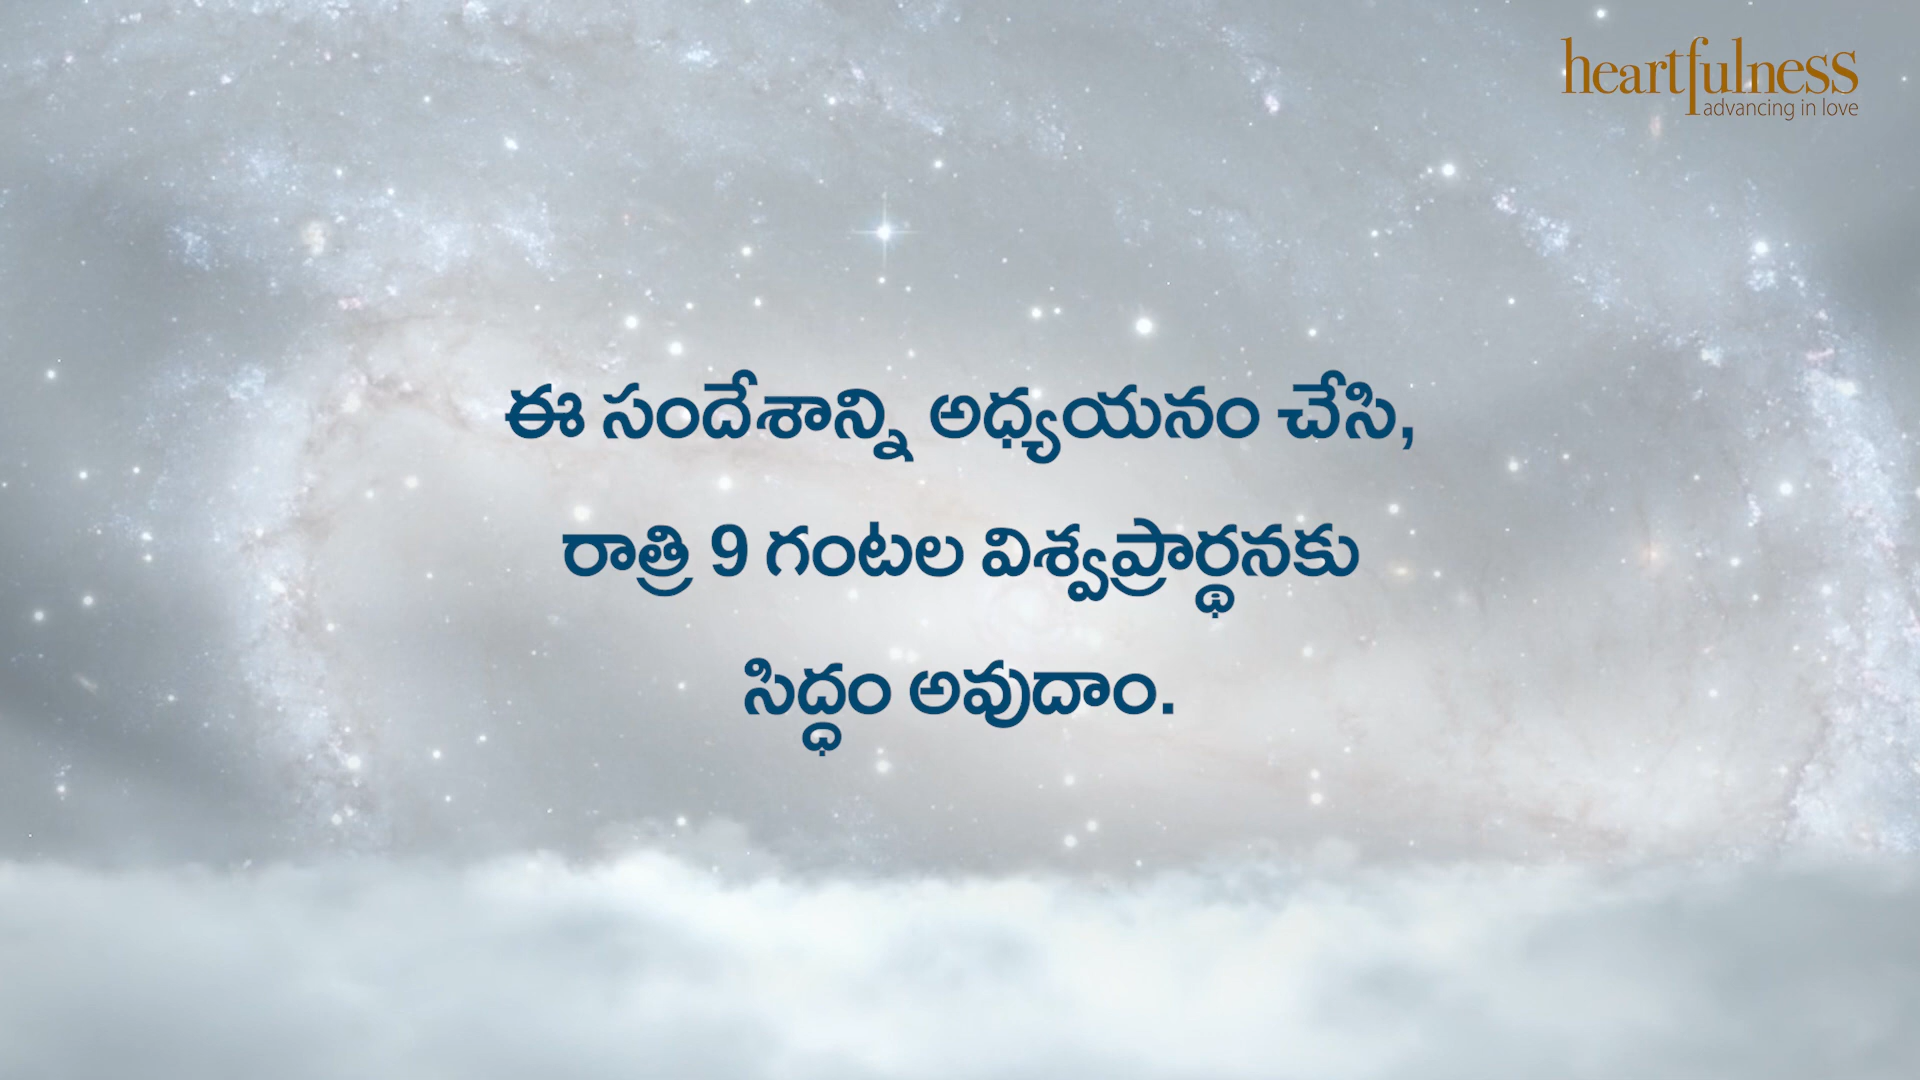 heartfulness
advancing in love
ఈ సందేశాన్ని అధ్యయనం చేసి,
రాత్రి 9 గంటల విశ్వప్రార్థనకు
సిద్ధం అవుదాం.